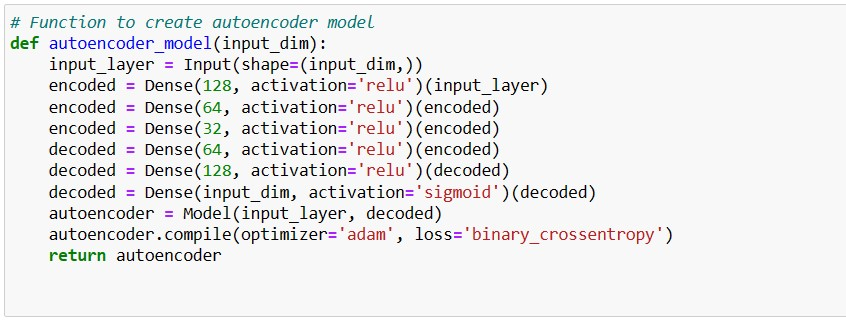 # Function to create autoencoder model
def autoencoder_model(input_dim):
    input_layer = Input(shape=(input_dim,))
    encoded = Dense(128, activation='relu')(input_layer)
    encoded = Dense(64, activation='relu')(encoded)
    encoded = Dense(32, activation='relu')(encoded)
    decoded = Dense(64, activation='relu')(encoded)
    decoded = Dense(128, activation='relu')(decoded)
    decoded = Dense(input_dim, activation='sigmoid')(decoded)
    autoencoder = Model(input_layer, decoded)
    autoencoder.compile(optimizer='adam', loss='binary_crossentropy')
    return autoencoder